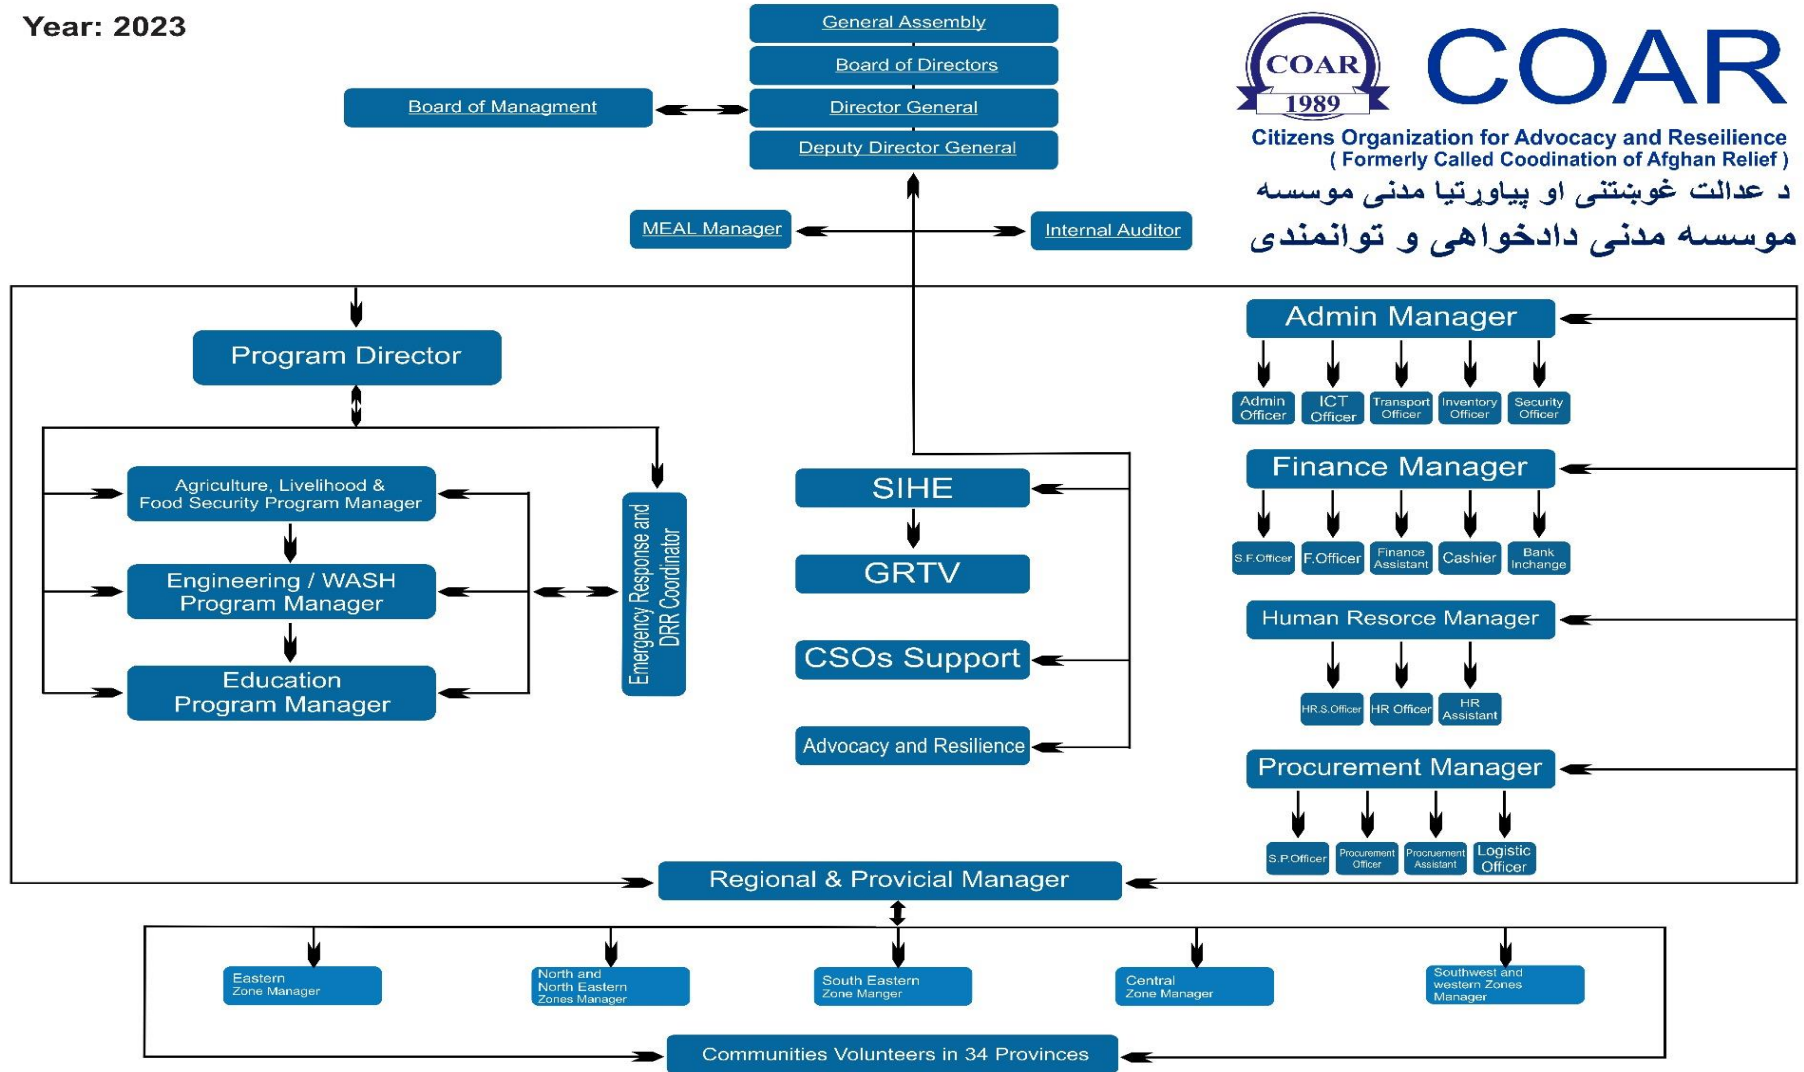 Year: 2023
General Assembly
Board of Directors
Board of Managment
Director General
Deputy Director General
COAR
1989
COAR
Citizens Organization for Advocacy and Reseilience
( Formerly Called Coodination of Afghan Relief )
د عدالت غوښتنی او پیاوړتیا مدنی موسسه
موسسه مدنی دادخواهی و توانمندی
MEAL Manager
Internal Auditor
Program Director
Agriculture, Livelihood &
Food Security Program Manager
Engineering / WASH
Program Manager
Education
Program Manager
Emergency Response and
DRR Coordinator
SIHE
GRTV
CSOs Support
Advocacy and Resilience
Admin Manager
Admin
Officer
ICT
Officer
Transport
Officer
Inventory
Officer
Security
Officer
Finance Manager
S.F.Officer
F.Officer
Finance
Assistant
Cashier
Bank
Inchange
Human Resorce Manager
HR.S.Officer
HR Officer
HR
Assistant
Procurement Manager
S.P.Officer
Procurement
Officer
Procruement
Assistant
Logistic
Officer
Regional & Provicial Manager
Eastern
Zone Manager
North and
North Eastern
Zones Manager
South Eastern
Zone Manger
Central
Zone Manager
Southwest and
western Zones
Manager
Communities Volunteers in 34 Provinces